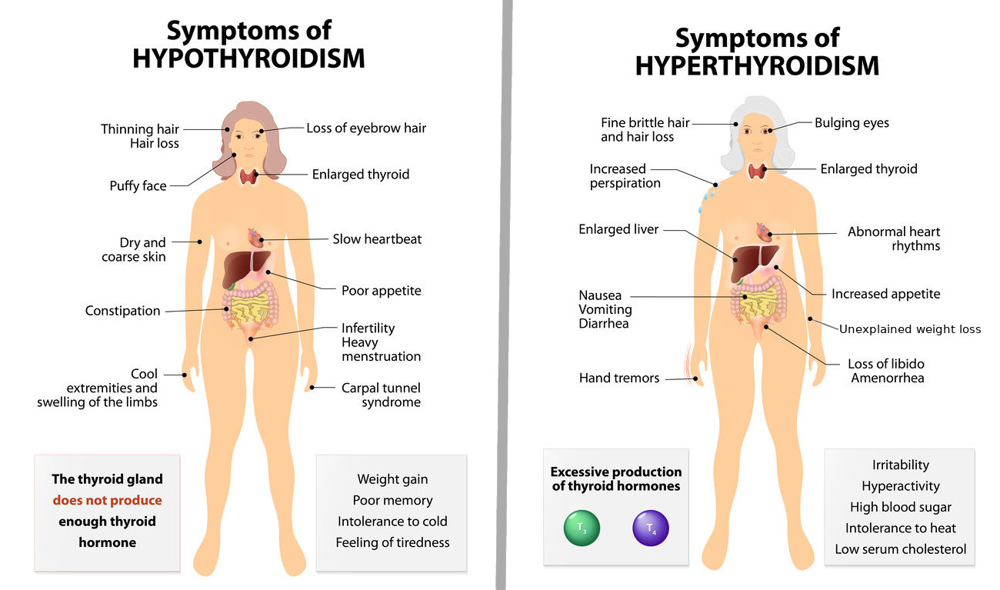 Symptoms of
HYPOTHYROIDISM
Thinning hair
Hair loss
Loss of eyebrow hair
Puffy face
Enlarged thyroid
Dry and
coarse skin
Slow heartbeat
Poor appetite
Constipation
Infertility
Heavy
menstruation
Cool
extremities and
swelling of the limbs
Carpal tunnel
syndrome
The thyroid gland
does not produce
enough thyroid
hormone
Weight gain
Poor memory
Intolerance to cold
Feeling of tiredness
Symptoms of
HYPERTHYROIDISM
Fine brittle hair
and hair loss
Bulging eyes
Increased
perspiration
Enlarged thyroid
Enlarged liver
Abnormal heart
rhythms
Nausea
Vomiting
Diarrhea
Increased appetite
Unexplained weight loss
Hand tremors
Loss of libido
Amenorrhea
Excessive production
of thyroid hormones
T3
T4
Irritability
Hyperactivity
High blood sugar
Intolerance to heat
Low serum cholesterol